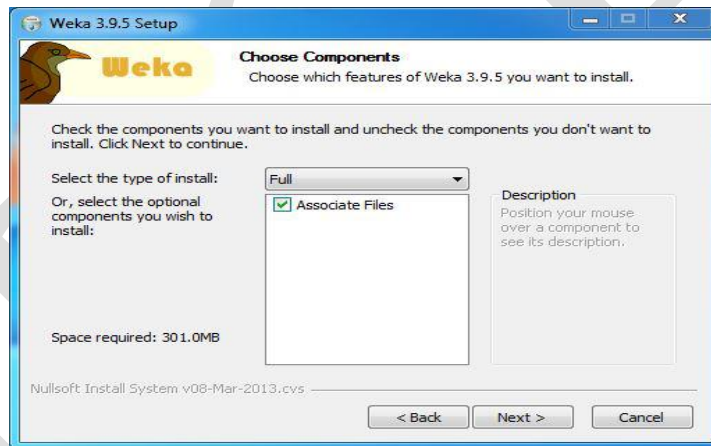 Weka 3.9.5 Setup
Weka
Choose Components
Choose which features of Weka 3.9.5 you want to install.
Check the components you want to install and uncheck the components you don't want to
install. Click Next to continue.
Select the type of install:
Full
Or, select the optional
components you wish to
install:
Associate Files
Description
Position your mouse
over a component to
see its description.
Space required: 301.0MB
Nullsoft Install System v08-Mar-2013.cvs
< Back
Next >
Cancel